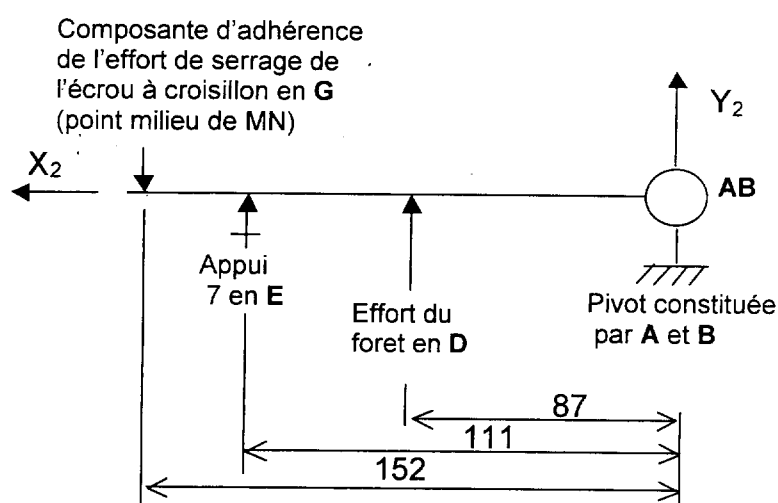 Composante d'adhérence
de l'effort de serrage de
l'écrou à croisillon en G
(point milieu de MN)
X2
Y2
AB
Appui
7 en E
Effort du
foret en D
Pivot constituée
par A et B
87
111
152